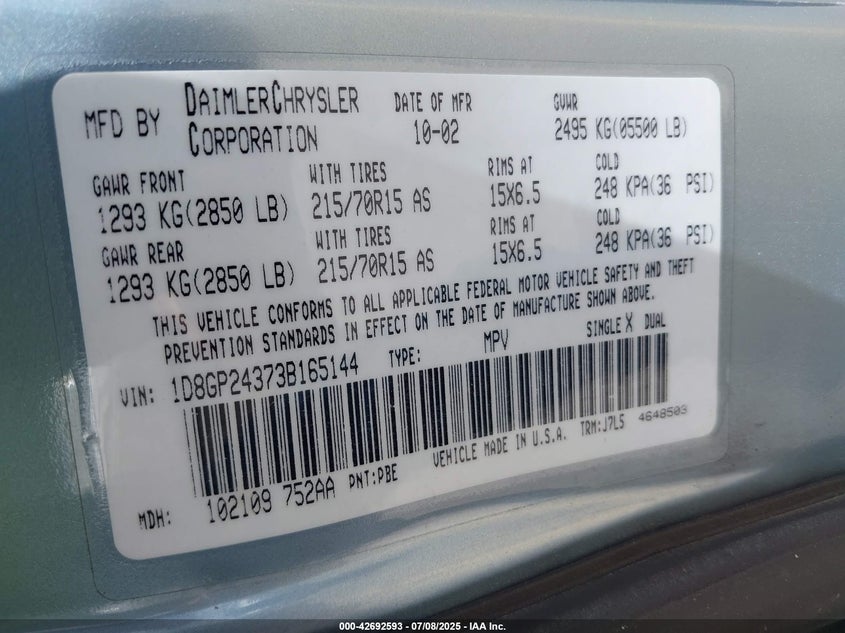 MFD BY DAIMLERCHRYSLER CORPORATION DATE OF MFR 10-02 GVWR 2495 KG(05500 LB)
GAWR FRONT WITH TIRES RIMS AT COLD
1293 KG(2850 LB) 215/70R15 AS 15X6.5 248 KPA(36 PSI)
GAWR REAR WITH TIRES RIMS AT COLD
1293 KG(2850 LB) 215/70R15 AS 15X6.5 248 KPA(36 PSI)
THIS VEHICLE CONFORMS TO ALL APPLICABLE FEDERAL MOTOR VEHICLE SAFETY AND THEFT
PREVENTION STANDARDS IN EFFECT ON THE DATE OF MANUFACTURE SHOWN ABOVE.
VIN: 1D8GP24373B165144 TYPE: MPV SINGLE X DUAL
MDH: 102109 752AA PNT:PBE VEHICLE MADE IN U.S.A. TRM:J7L5 4648503
000-42692593 / 07/08/2025 - IAA Inc.